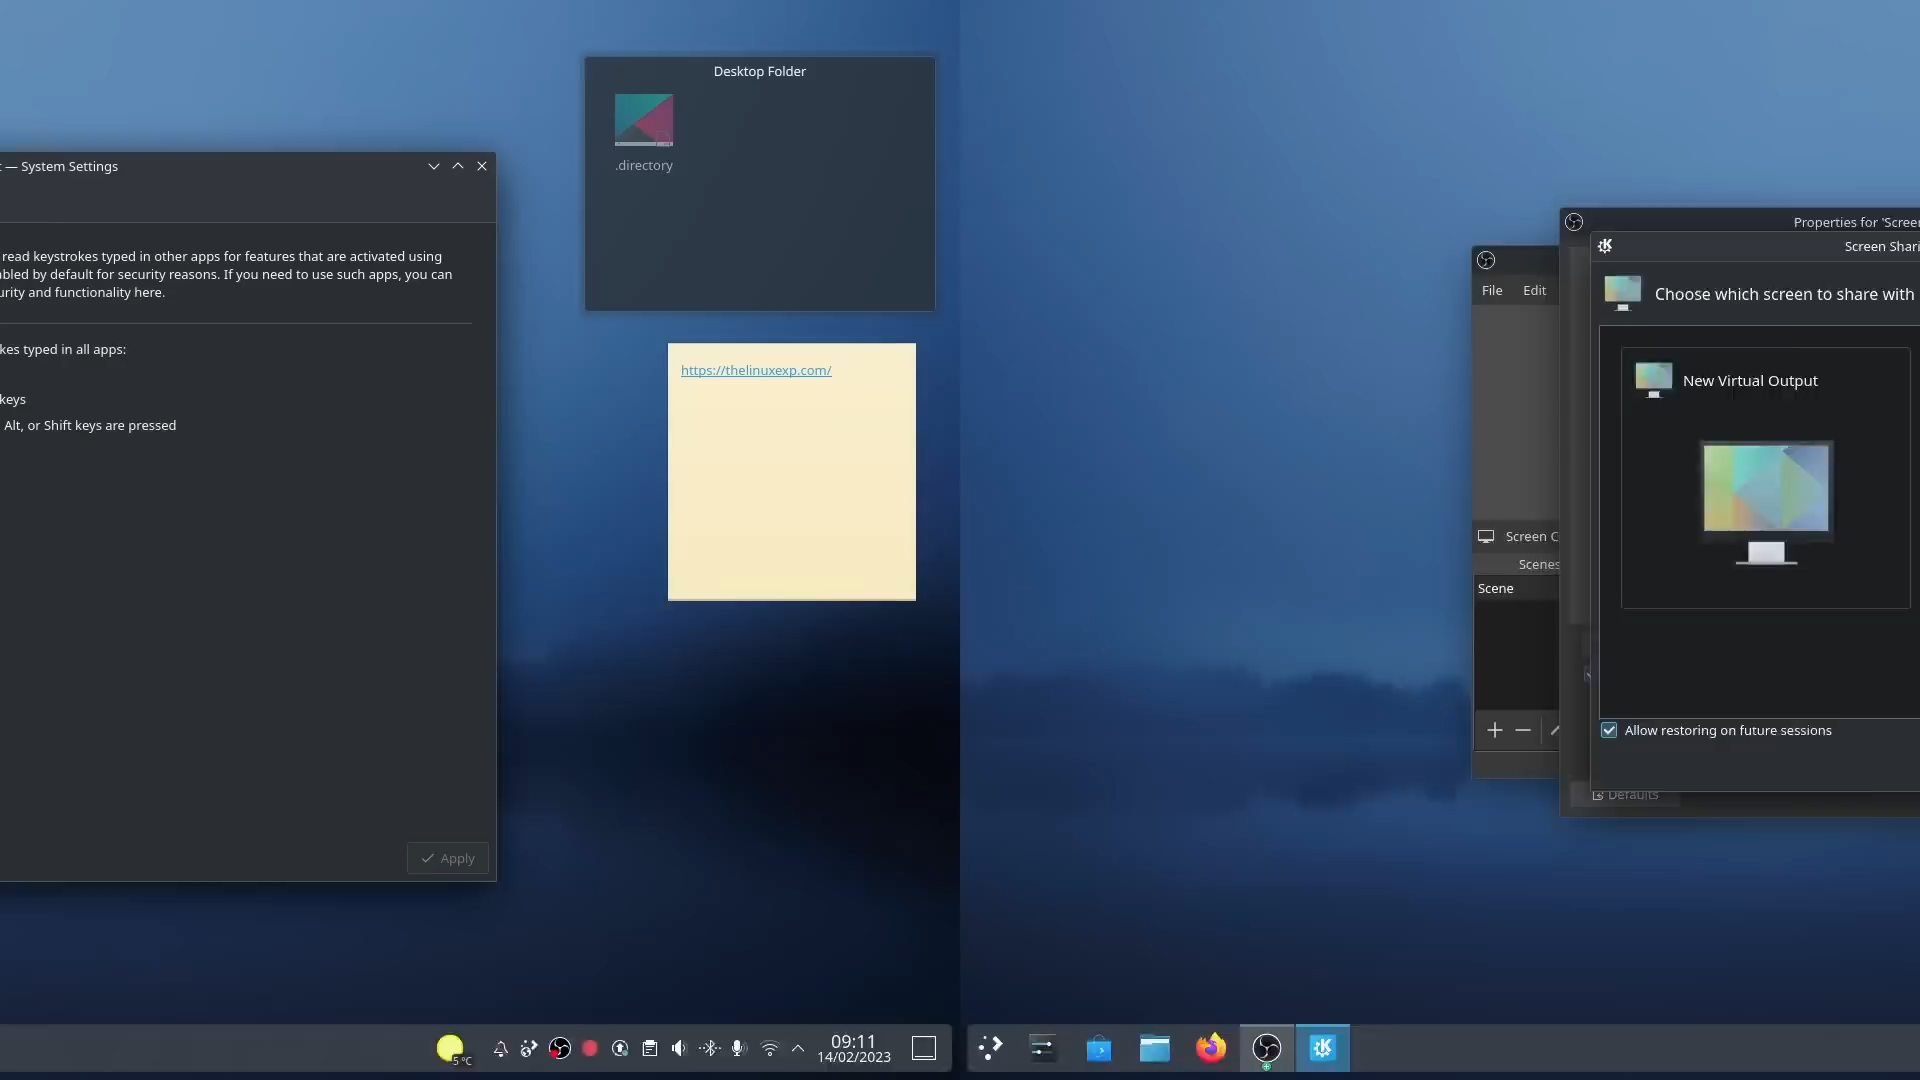 Desktop Folder
.directory
— System Settings
read keystrokes typed in other apps for features that are activated using
abled by default for security reasons. If you need to use such apps, you can
urity and functionality here.
kes typed in all apps:
keys
Alt, or Shift keys are pressed
Apply
https://thelinuxexp.com/
5 °C
09:11
14/02/2023
Properties for 'Screen
Screen Shari
File Edit
Choose which screen to share with
New Virtual Output
Screen C
Scenes
Scene
Allow restoring on future sessions
Defaults